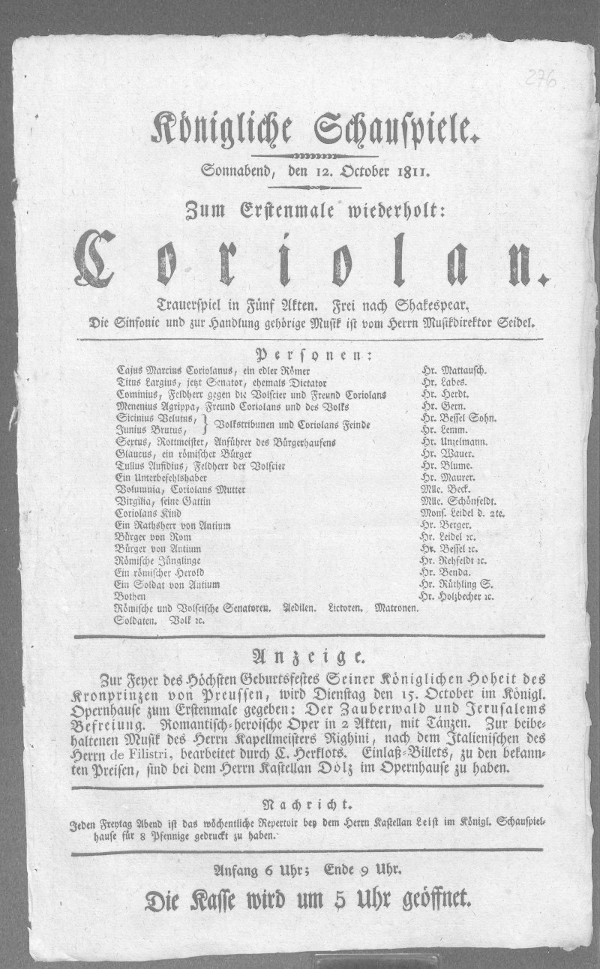 276
Königliche Schauspiele.
Sonnabend, den 12. October 1811.
Zum Erstenmale wiederholt:
Coriolan.
Trauerspiel in Fünf Akten. Frei nach Shakespear.
Die Sinfonie und zur Handlung gehörige Musik ist vom Herrn Musikdirektor Seidel.
Personen:
Cajus Marcius Coriolanus, ein edler Römer Hr. Mattausch.
Titus Largius, jetzt Senator, ehemals Dictator Hr. Labes.
Cominius, Feldherr gegen die Volscier und Freund Coriolans Hr. Herdt.
Menenius Agrippa, Freund Coriolans und des Volks Hr. Gern.
Sicinius Velutus, } Volkstribunen und Coriolans Feinde Hr. Bessel Sohn.
Junius Brutus, Hr. Lemm.
Sextus, Rottmeister, Anführer des Bürgerhaufens Hr. Unzelmann.
Glaucus, ein römischer Bürger Hr. Wauer.
Tullus Aufidius, Feldherr der Volscier Hr. Blume.
Ein Unterbefehlshaber Hr. Maurer.
Volumnia, Coriolans Mutter Mlle. Beck.
Virgilia, seine Gattin Mlle. Schönfeldt.
Coriolans Kind Mons. Leidel d. 2te.
Ein Rathsherr von Antium Hr. Berger.
Bürger von Rom Hr. Leidel ꝛc.
Bürger von Antium Hr. Bessel ꝛc.
Römische Jünglinge Hr. Rehfeldt ꝛc.
Ein römischer Herold Hr. Benda.
Ein Soldat von Antium Hr. Rüthling S.
Bothen Hr. Holzbecher ꝛc.
Römische und Volscische Senatoren. Aedilen. Lictoren. Matronen.
Soldaten. Volk ꝛc.
Anzeige.
Zur Feyer des Höchsten Geburtsfestes Seiner Königlichen Hoheit des
Kronprinzen von Preussen, wird Dienstag den 15. October im Königl.
Opernhause zum Erstenmale gegeben: Der Zauberwald und Jerusalems
Befreiung. Romantisch-heroische Oper in 2 Akten, mit Tänzen. Zur beibe-
haltenen Musik des Herrn Kapellmeisters Righini, nach dem Italienischen des
Herrn de Filistri, bearbeitet durch C. Herklots. Einlaß-Billets, zu den bekann-
ten Preisen, sind bei dem Herrn Kastellan Dölz im Opernhause zu haben.
Nachricht.
Jeden Freytag Abend ist das wöchentliche Repertoir bey dem Herrn Kastellan Leist im Königl. Schauspiel-
hause für 8 Pfennige gedruckt zu haben.
Anfang 6 Uhr; Ende 9 Uhr.
Die Kasse wird um 5 Uhr geöffnet.